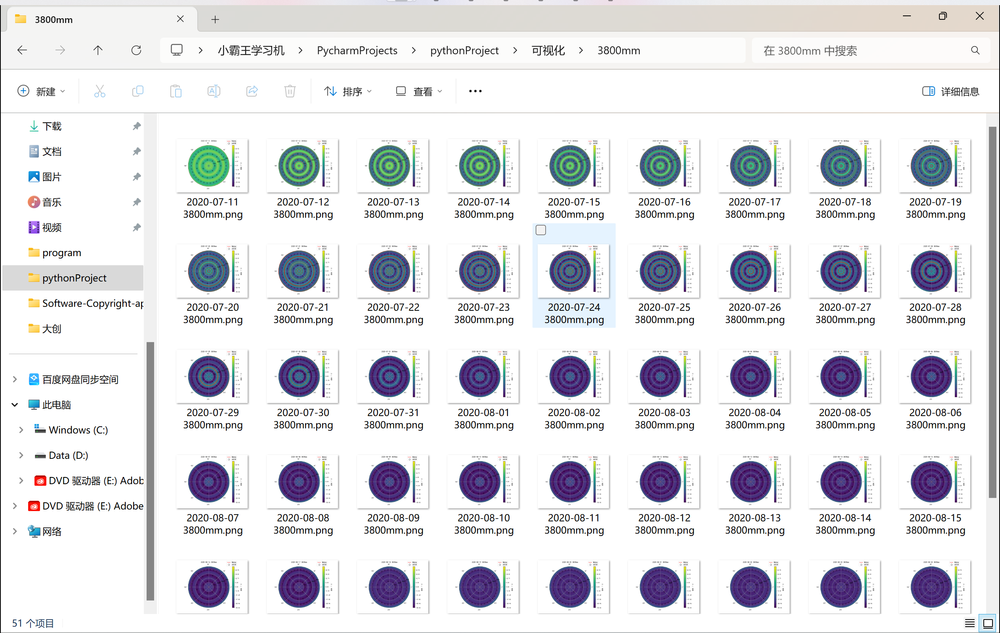 3800mm
小霸王学习机 PycharmProjects pythonProject 可视化 3800mm
在 3800mm 中搜索
新建 排序 查看 详细信息
下载
文档
图片
音乐
视频
program
pythonProject
Software-Copyright-ap
大创
百度网盘同步空间
此电脑
Windows (C:)
Data (D:)
DVD 驱动器 (E:) Adob
DVD 驱动器 (E:) Adobe
网络
2020-07-11 2020-07-12 2020-07-13 2020-07-14 2020-07-15 2020-07-16 2020-07-17 2020-07-18 2020-07-19
3800mm.png 3800mm.png 3800mm.png 3800mm.png 3800mm.png 3800mm.png 3800mm.png 3800mm.png 3800mm.png
2020-07-20 2020-07-21 2020-07-22 2020-07-23 2020-07-24 2020-07-25 2020-07-26 2020-07-27 2020-07-28
3800mm.png 3800mm.png 3800mm.png 3800mm.png 3800mm.png 3800mm.png 3800mm.png 3800mm.png 3800mm.png
2020-07-29 2020-07-30 2020-07-31 2020-08-01 2020-08-02 2020-08-03 2020-08-04 2020-08-05 2020-08-06
3800mm.png 3800mm.png 3800mm.png 3800mm.png 3800mm.png 3800mm.png 3800mm.png 3800mm.png 3800mm.png
2020-08-07 2020-08-08 2020-08-09 2020-08-10 2020-08-11 2020-08-12 2020-08-13 2020-08-14 2020-08-15
3800mm.png 3800mm.png 3800mm.png 3800mm.png 3800mm.png 3800mm.png 3800mm.png 3800mm.png 3800mm.png
51 个项目